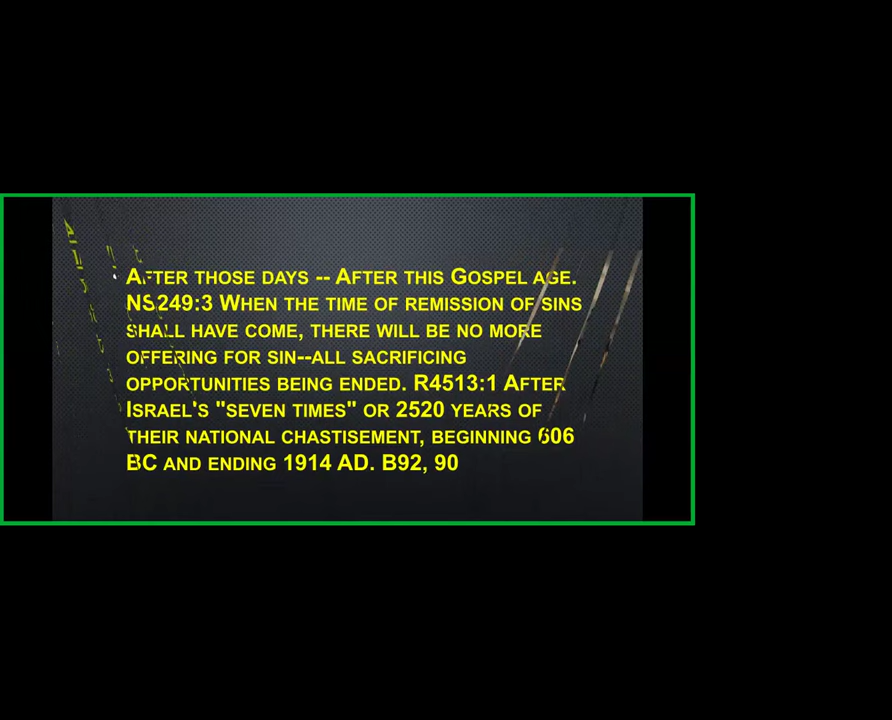 AFTER THOSE DAYS -- AFTER THIS GOSPEL AGE.
NS249:3 WHEN THE TIME OF REMISSION OF SINS
SHALL HAVE COME, THERE WILL BE NO MORE
OFFERING FOR SIN--ALL SACRIFICING
OPPORTUNITIES BEING ENDED. R4513:1 AFTER
ISRAEL'S "SEVEN TIMES" OR 2520 YEARS OF
THEIR NATIONAL CHASTISEMENT, BEGINNING 606
BC AND ENDING 1914 AD. B92, 90